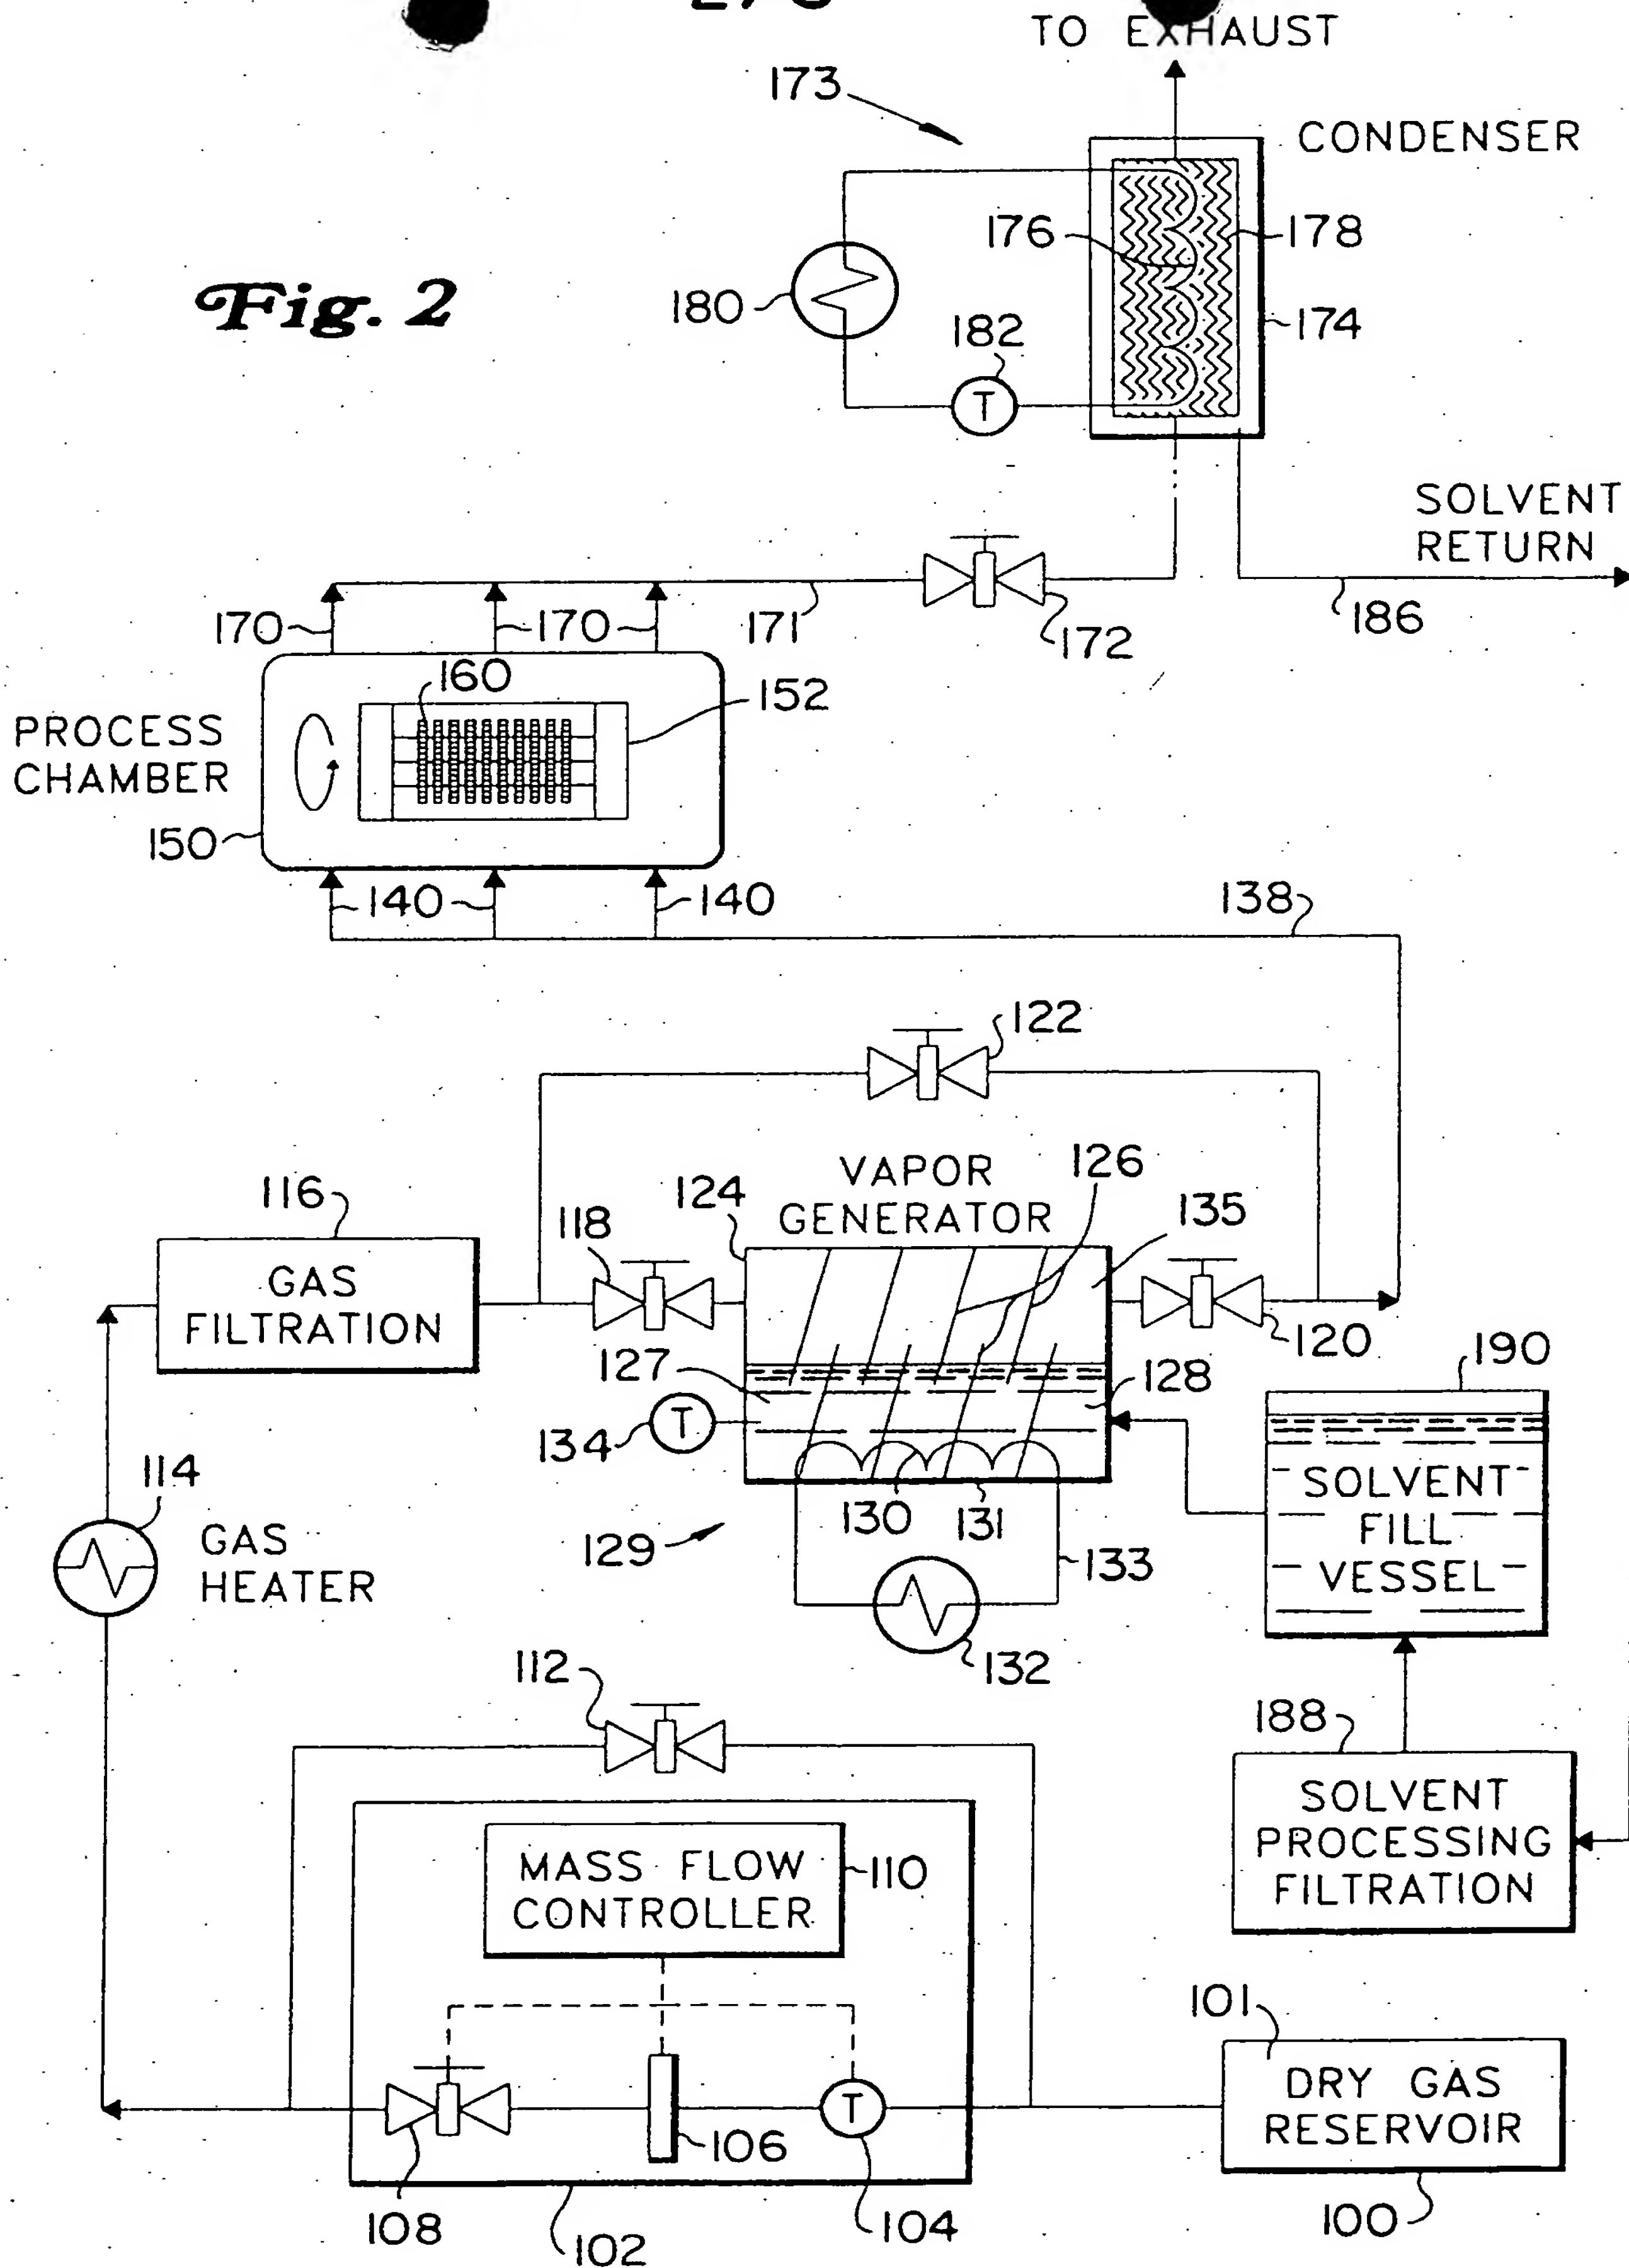 TO EXHAUST
173
CONDENSER
176
178
180
174
182
T
Fig. 2
SOLVENT
RETURN
170
170
171
172
186
160
152
PROCESS
CHAMBER
150
140
140
138
122
VAPOR
GENERATOR
126
116
124
118
135
GAS
FILTRATION
120
127
128
190
134
T
114
130
131
SOLVENT
FILL
VESSEL
GAS
HEATER
129
133
132
112
188
SOLVENT
PROCESSING
FILTRATION
MASS FLOW
CONTROLLER
110
101
DRY GAS
RESERVOIR
T
106
108
102
104
100